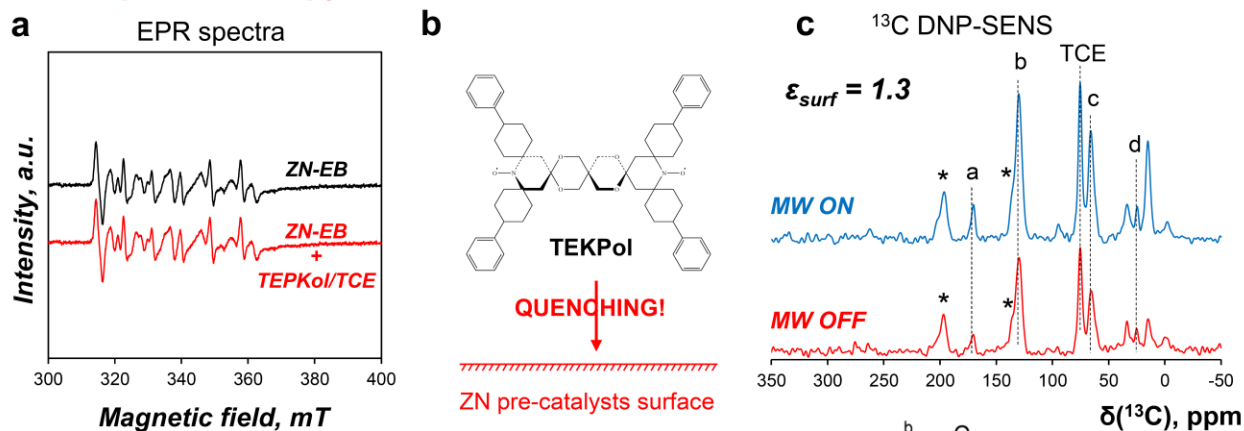 a
EPR spectra
Intensity, a.u.
ZN-EB
ZN-EB
+
TEPKol/TCE
300 320 340 360 380 400
Magnetic field, mT
b
O• N O O O O N O•
TEKPol
QUENCHING!
ZN pre-catalysts surface
c
13C DNP-SENS
εsurf = 1.3
b TCE c
* a * d
MW ON
* *
MW OFF
350 300 250 200 150 100 50 0 -50
δ(13C), ppm
b